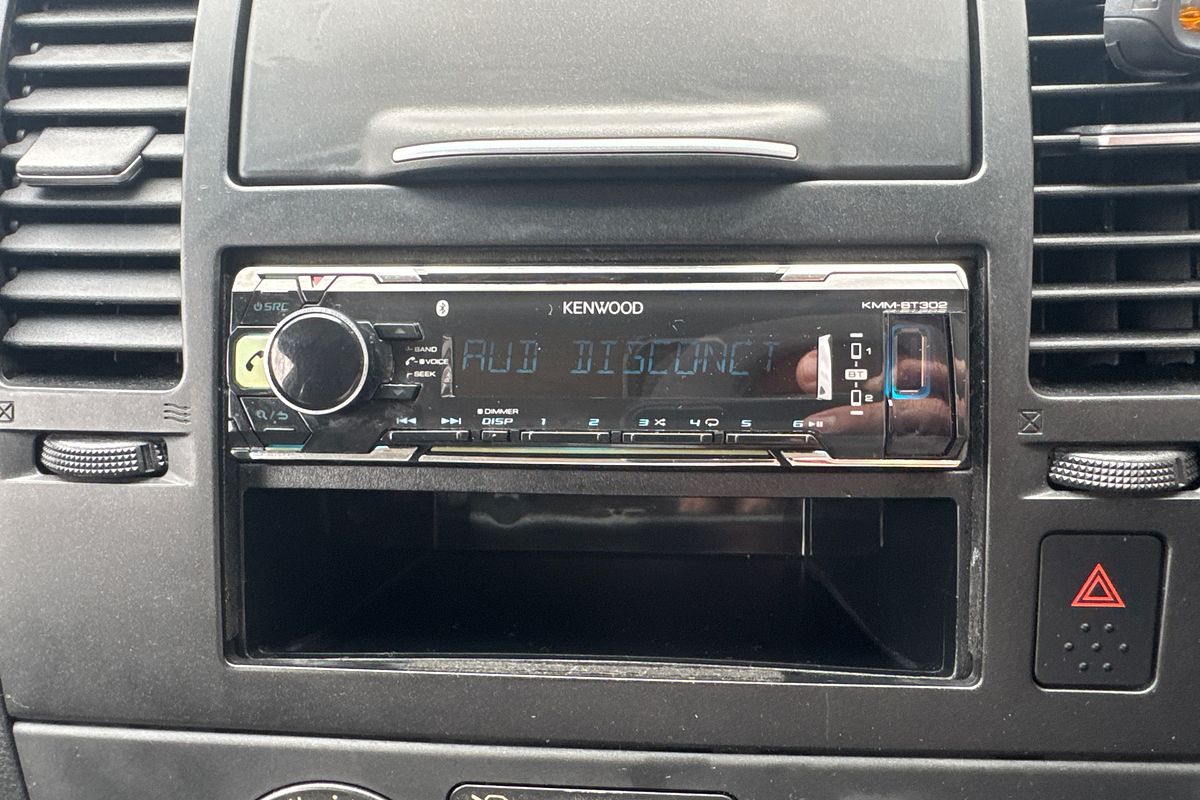 SRC
KENWOOD
KMM-BT302
AUD DISCONCT
BAND
VOICE
SEEK
1
BT
2
DIMMER
DISP 1 2 3 4 5 6